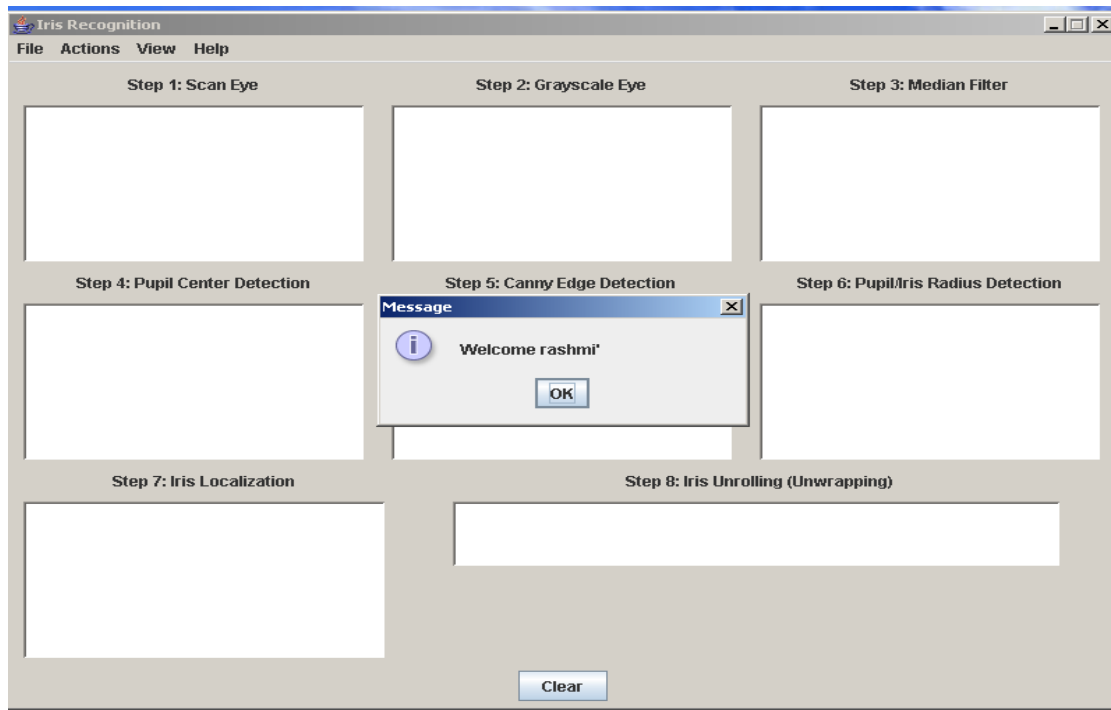 Iris Recognition
File Actions View Help
Step 1: Scan Eye
Step 2: Grayscale Eye
Step 3: Median Filter
Step 4: Pupil Center Detection
Step 5: Canny Edge Detection
Step 6: Pupil/Iris Radius Detection
Message
Welcome rashmi'
OK
Step 7: Iris Localization
Step 8: Iris Unrolling (Unwrapping)
Clear